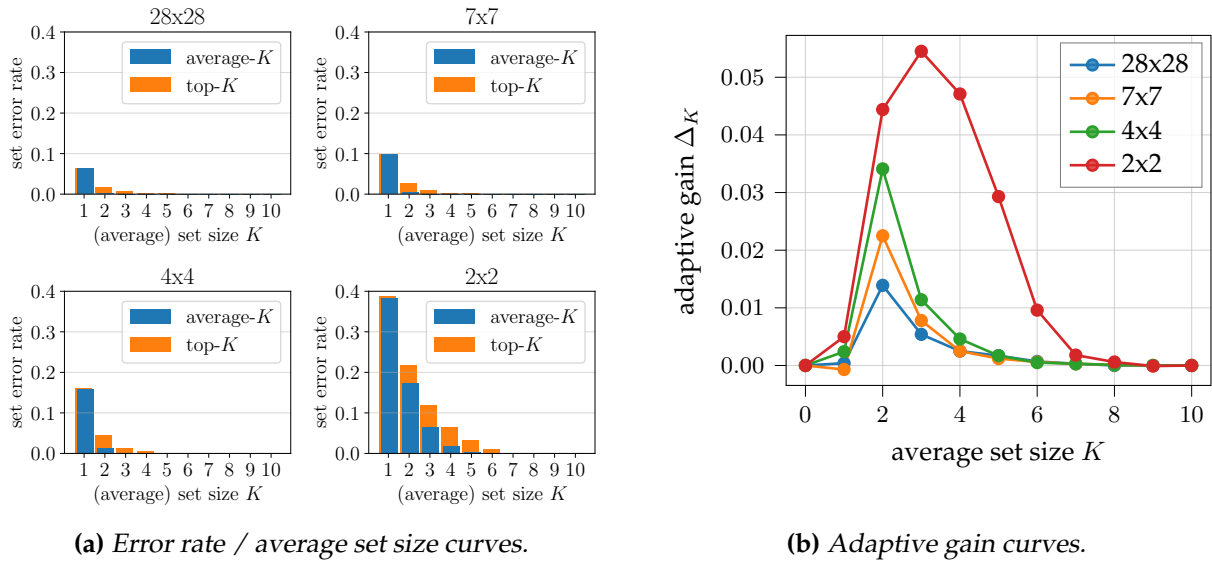 28x28
0.4
0.3
0.2
0.1
0.0
set error rate
average-K
top-K
1 2 3 4 5 6 7 8 9 10
(average) set size K
7x7
0.4
0.3
0.2
0.1
0.0
set error rate
average-K
top-K
1 2 3 4 5 6 7 8 9 10
(average) set size K
4x4
0.4
0.3
0.2
0.1
0.0
set error rate
average-K
top-K
1 2 3 4 5 6 7 8 9 10
(average) set size K
2x2
0.4
0.3
0.2
0.1
0.0
set error rate
average-K
top-K
1 2 3 4 5 6 7 8 9 10
(average) set size K
(a) Error rate / average set size curves.
0.05
0.04
0.03
0.02
0.01
0.00
adaptive gain Δ_K
28x28
7x7
4x4
2x2
0 2 4 6 8 10
average set size K
(b) Adaptive gain curves.